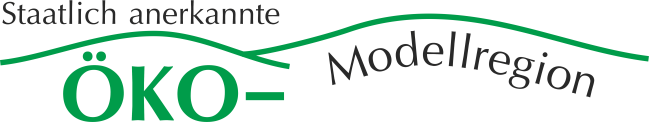 Staatlich anerkannte
ÖKO-
Modellregion